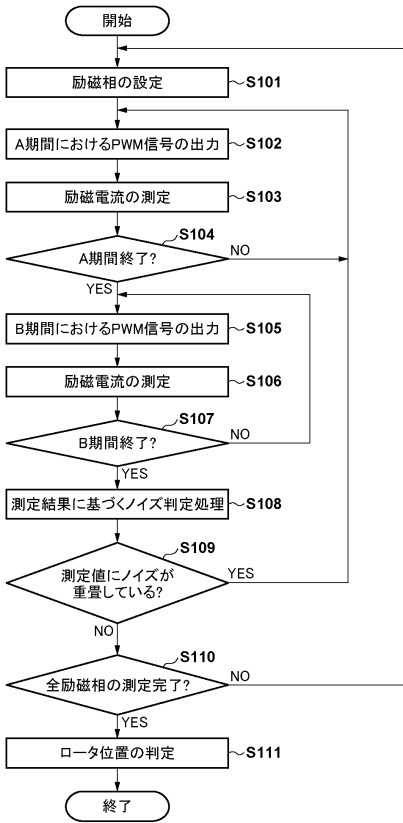 開始
励磁相の設定 S101
A期間におけるPWM信号の出力 S102
励磁電流の測定 S103
S104
A期間終了? NO
YES
B期間におけるPWM信号の出力 S105
励磁電流の測定 S106
S107
B期間終了? NO
YES
測定結果に基づくノイズ判定処理 S108
S109
測定値にノイズが
重畳している? YES
NO
S110
全励磁相の測定完了? NO
YES
ロータ位置の判定 S111
終了